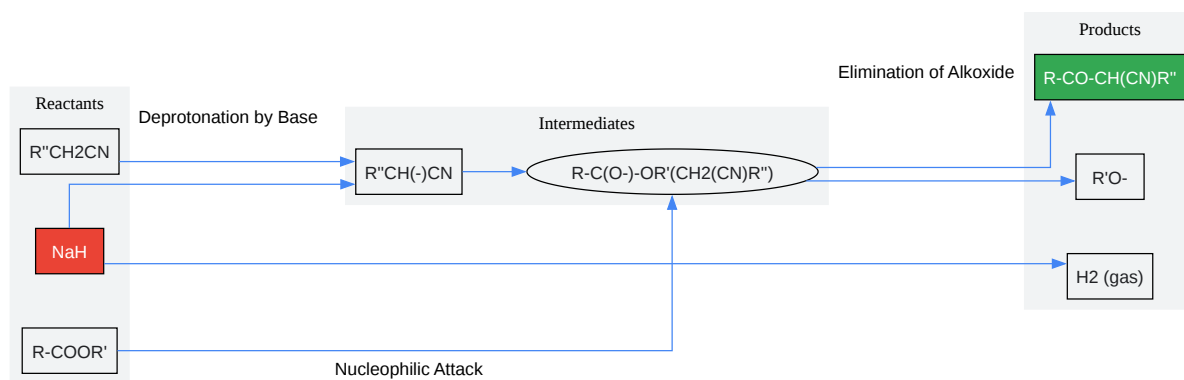 Products
Elimination of Alkoxide
R-CO-CH(CN)R"
Reactants
Deprotonation by Base
Intermediates
R"CH2CN
R"CH(-)CN
R-C(O-)-OR'(CH2(CN)R")
R'O-
NaH
H2 (gas)
R-COOR'
Nucleophilic Attack